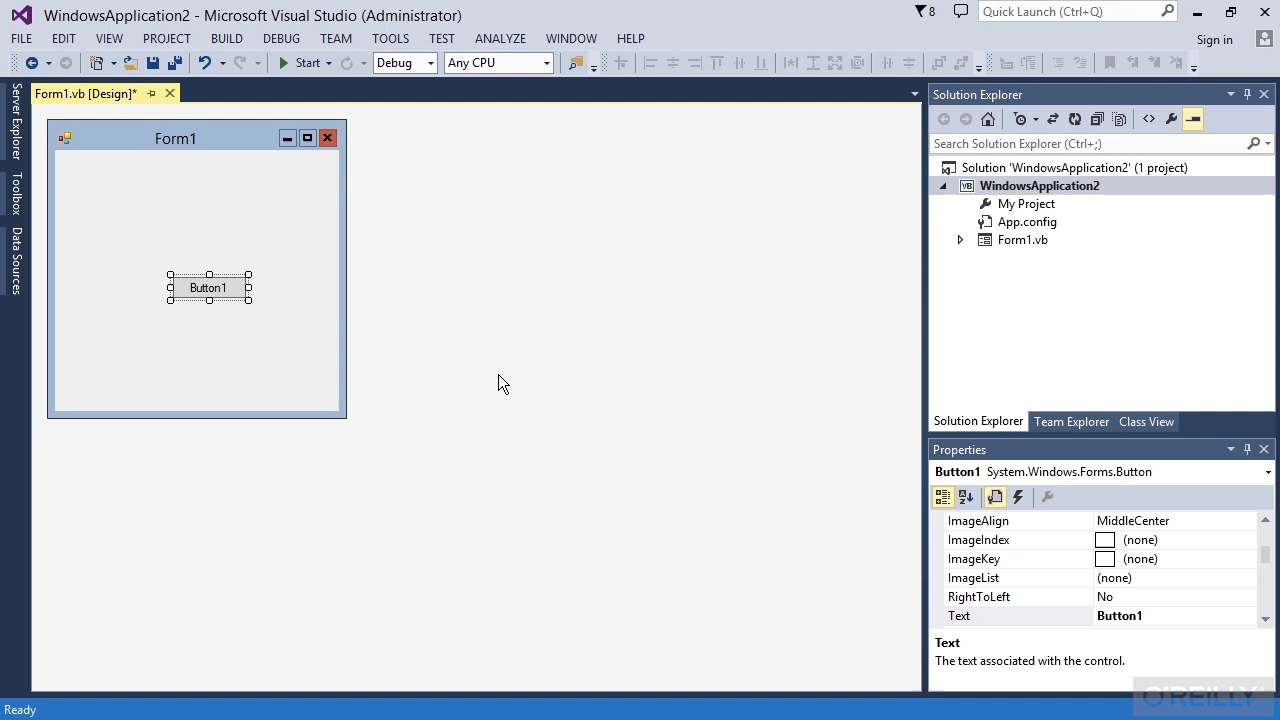 WindowsApplication2 - Microsoft Visual Studio (Administrator)
8
Quick Launch (Ctrl+Q)
FILE EDIT VIEW PROJECT BUILD DEBUG TEAM TOOLS TEST ANALYZE WINDOW HELP
Sign in
Start Debug Any CPU
Server Explorer
Toolbox
Data Sources
Form1.vb [Design]*
Form1
Button1
Solution Explorer
Search Solution Explorer (Ctrl+;)
Solution 'WindowsApplication2' (1 project)
VB WindowsApplication2
My Project
App.config
Form1.vb
Solution Explorer Team Explorer Class View
Properties
Button1 System.Windows.Forms.Button
ImageAlign MiddleCenter
ImageIndex (none)
ImageKey (none)
ImageList (none)
RightToLeft No
Text Button1
Text
The text associated with the control.
O'REILLY
Ready